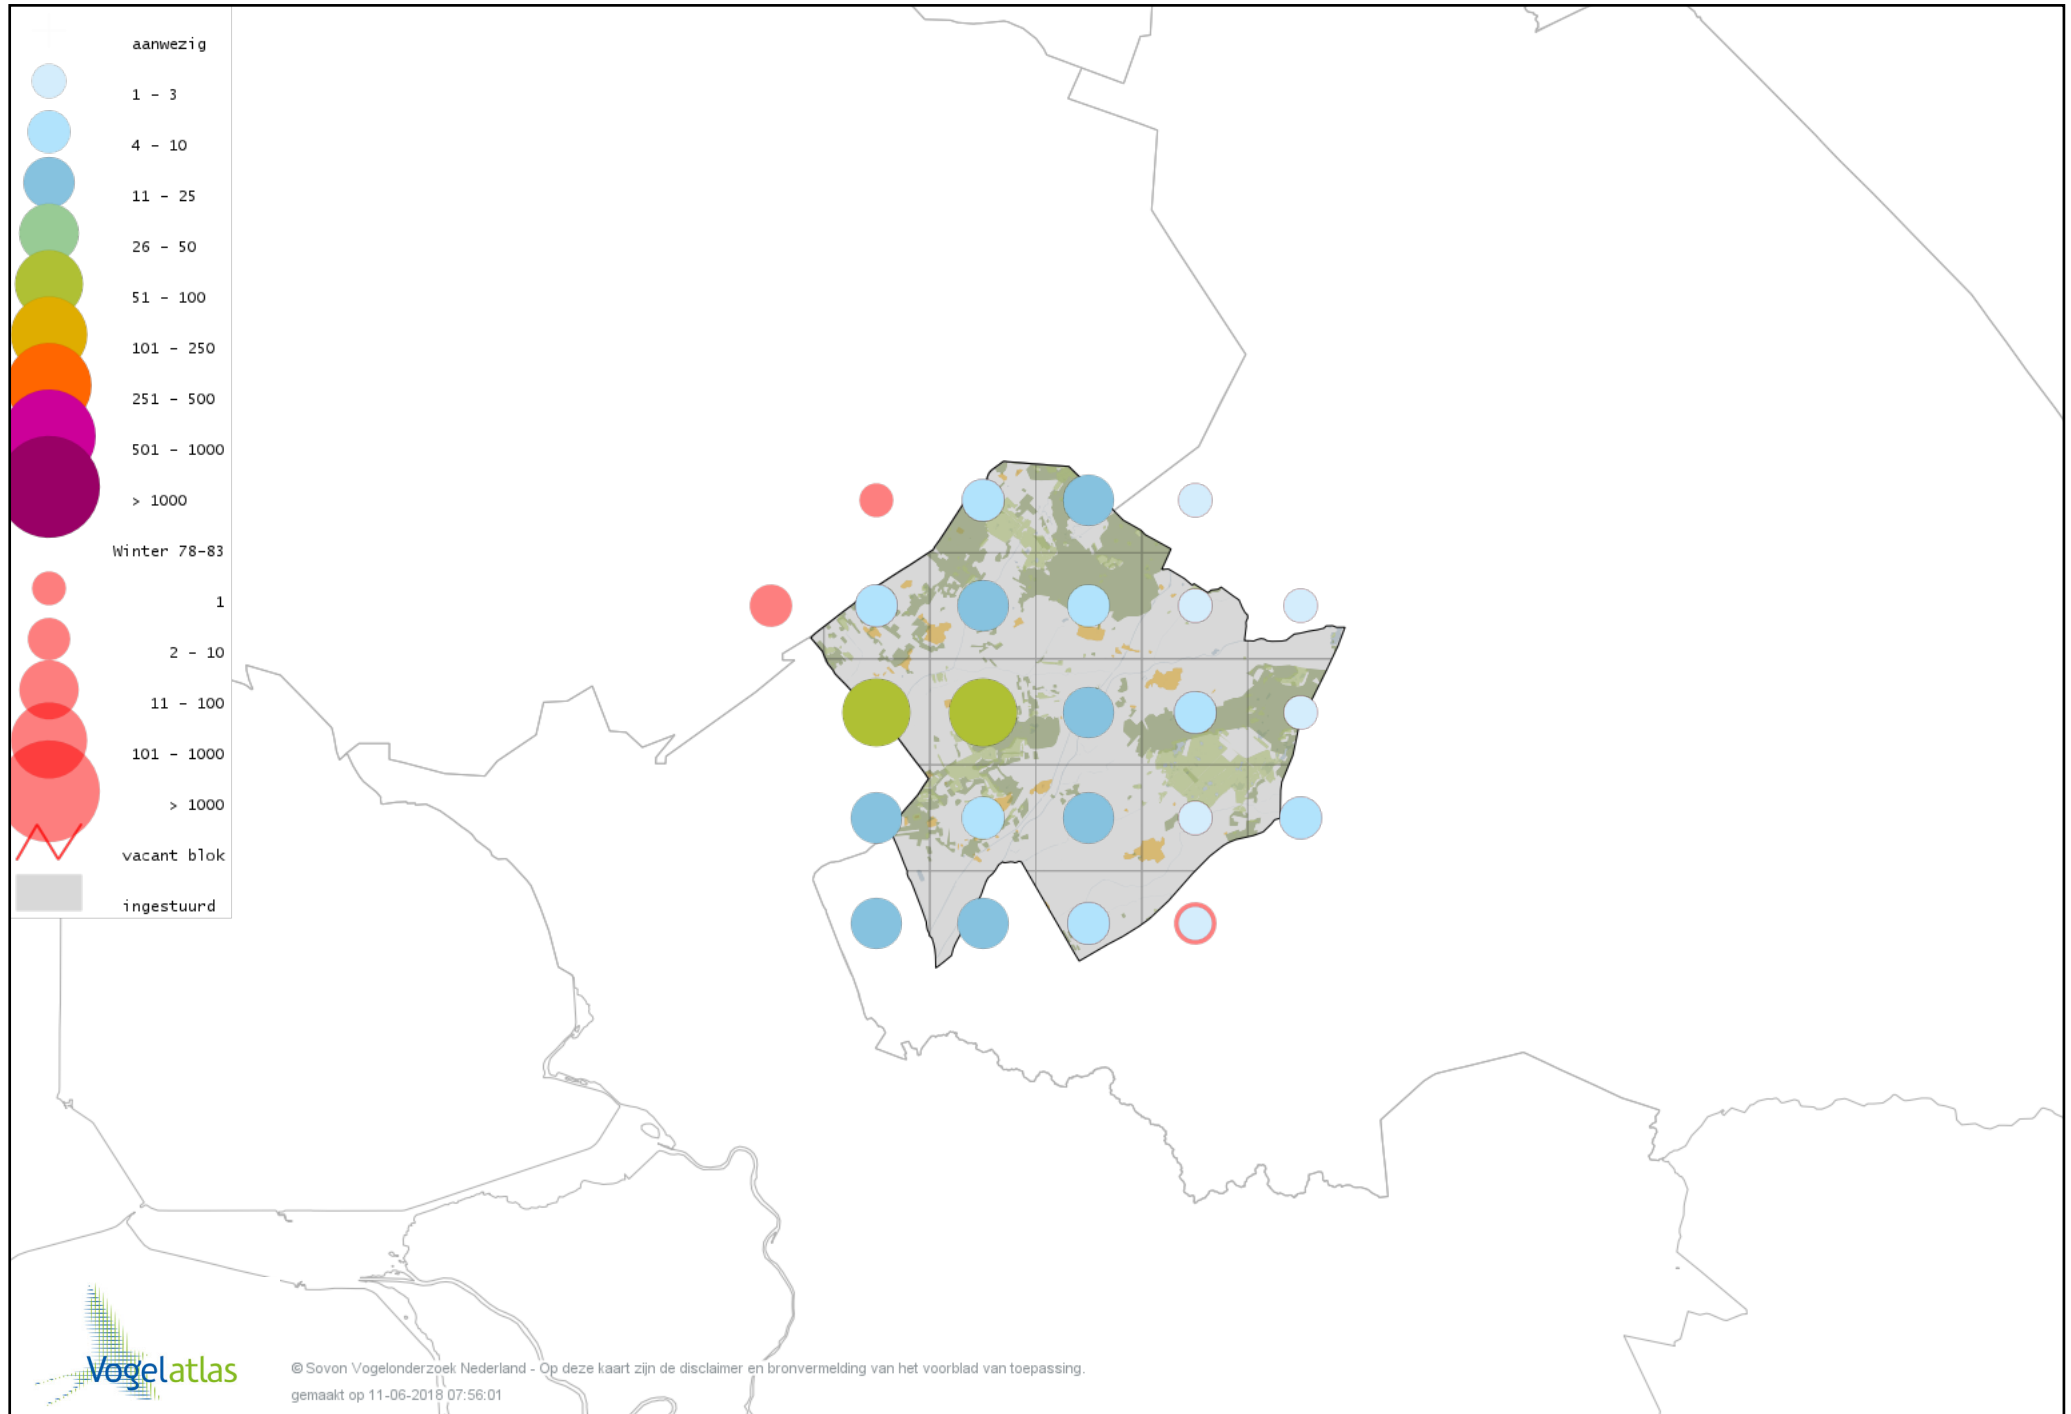 aanwezig
1 - 3
4 - 10
11 - 25
26 - 50
51 - 100
101 - 250
251 - 500
501 - 1000
> 1000
Winter 78-83
1
2 - 10
11 - 100
101 - 1000
> 1000
vacant blok
ingestuurd
Vogelatlas
© Sovon Vogelonderzoek Nederland - Op deze kaart zijn de disclaimer en bronvermelding van het voorblad van toepassing.
gemaakt op 11-06-2018 07:56:01